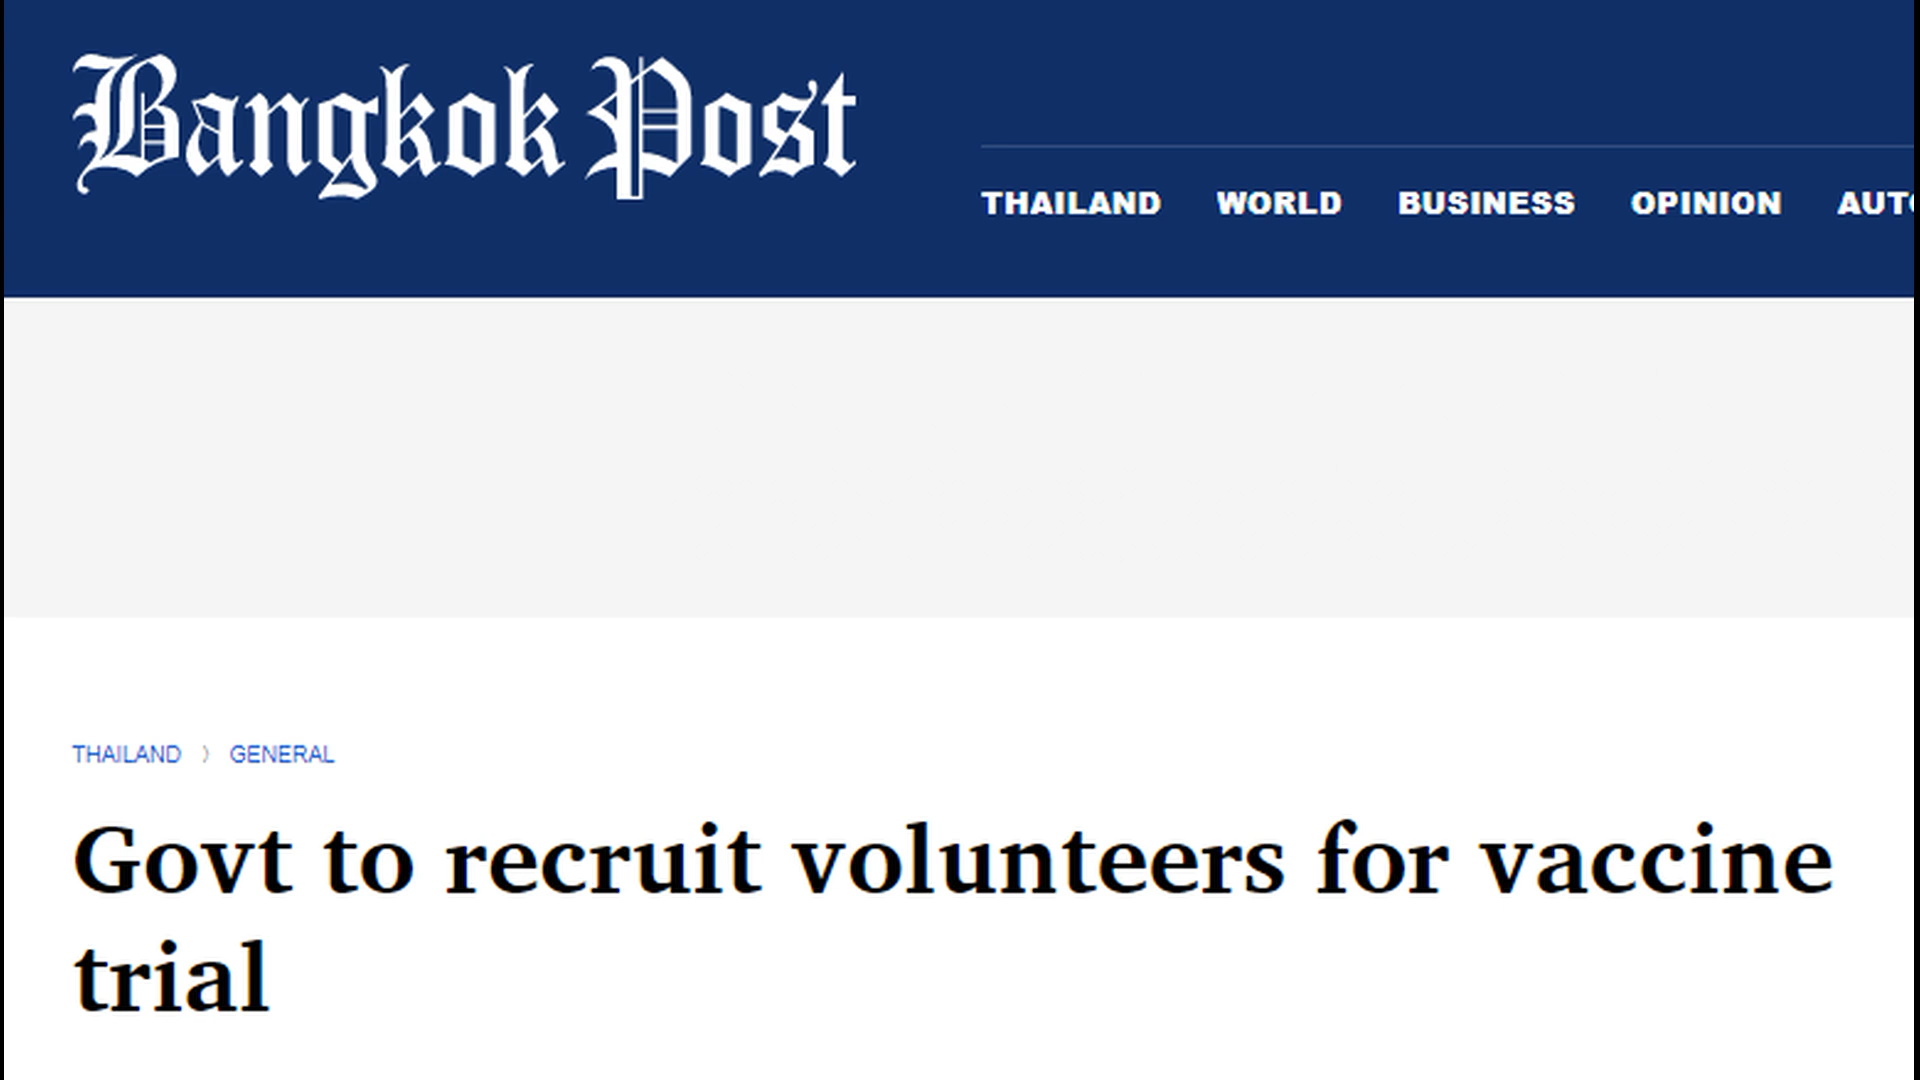 Bangkok Post
THAILAND WORLD BUSINESS OPINION
THAILAND 〉 GENERAL
Govt to recruit volunteers for vaccine
trial